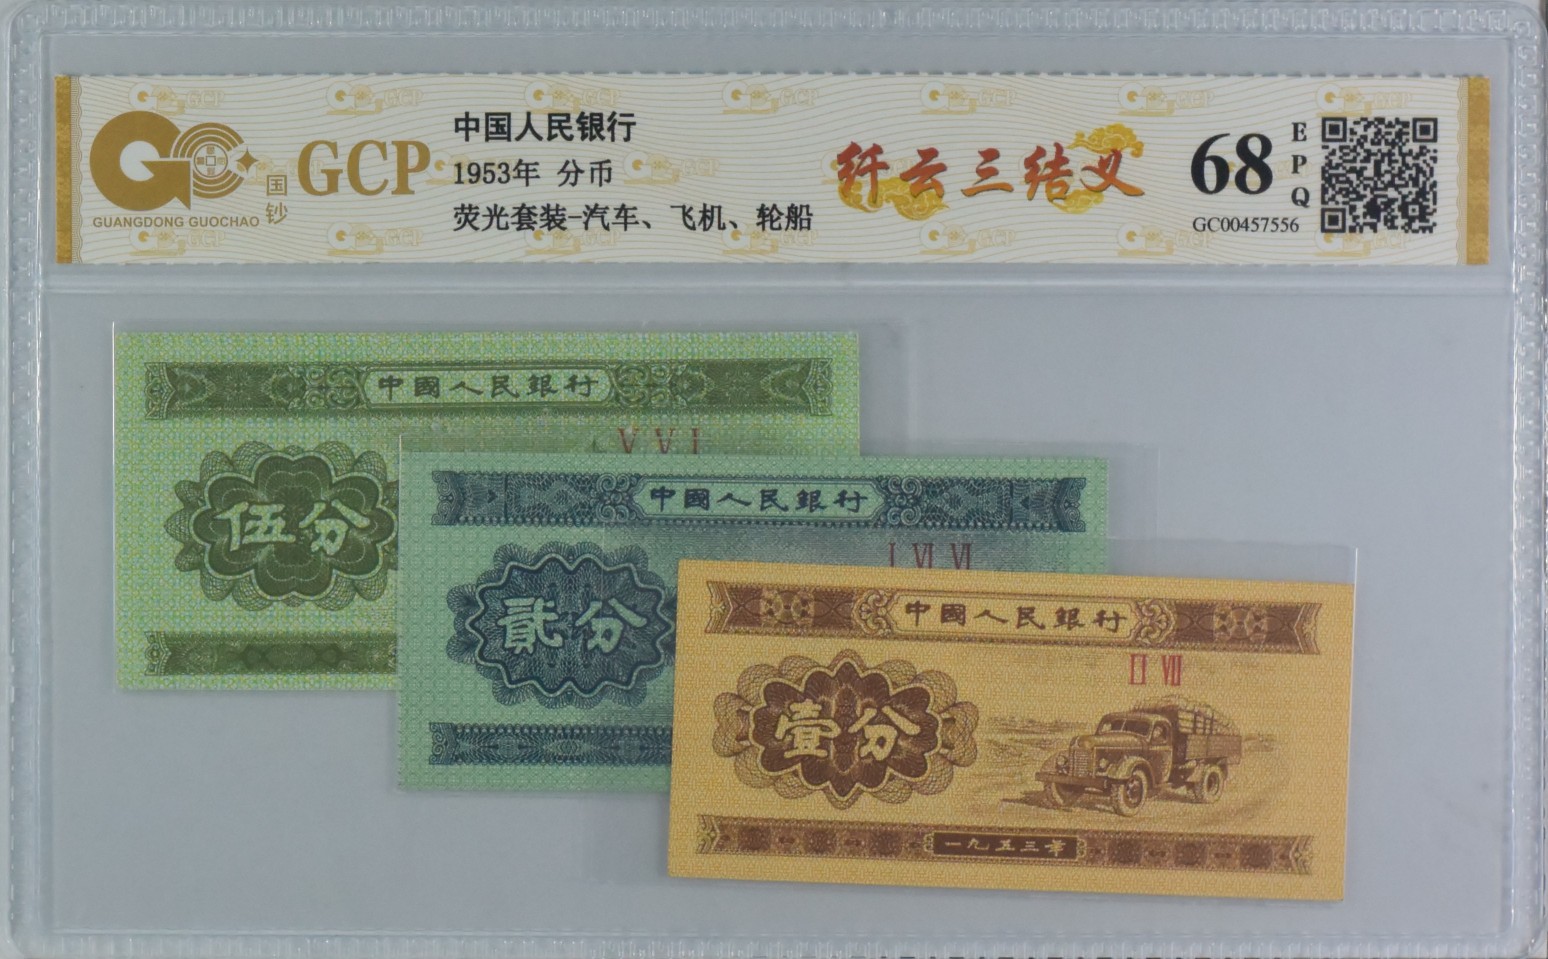 GCP
国钞
GUANGDONG GUOCHAO
中国人民银行
1953年 分币
荧光套装-汽车、飞机、轮船
纤云三结义
68
EPQ
GC00457556
中國人民銀行
V V I
伍分
中國人民銀行
I VI VI
貳分
中國人民銀行
II VII
壹分
一九五三年